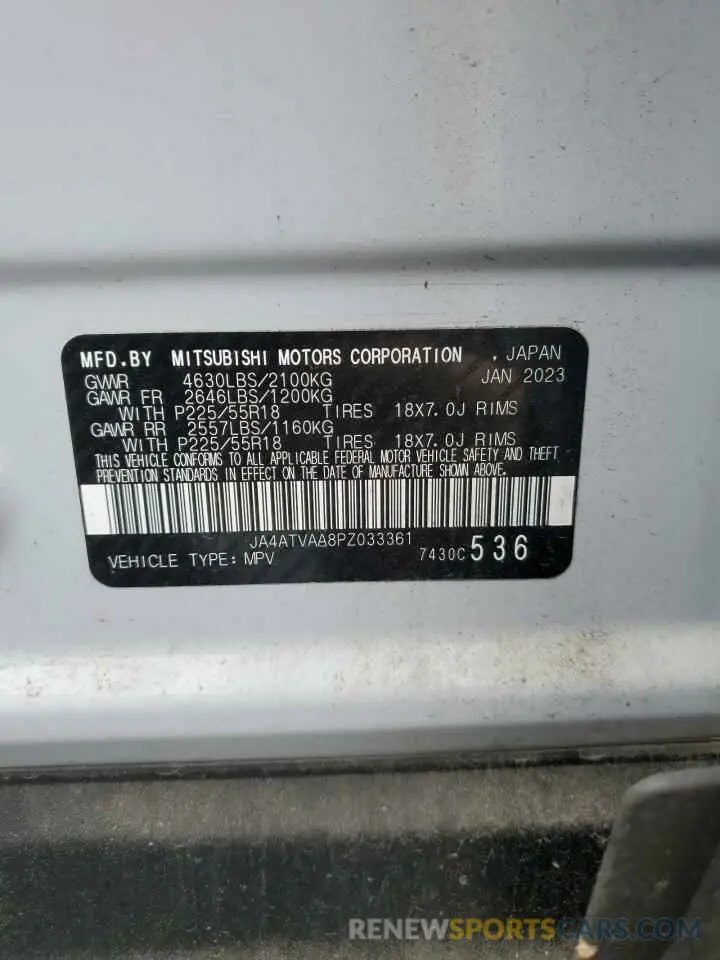 MFD.BY MITSUBISHI MOTORS CORPORATION . JAPAN
GVWR 4630LBS/2100KG JAN 2023
GAWR FR 2646LBS/1200KG
WITH P225/55R18 TIRES 18X7.0J RIMS
GAWR RR 2557LBS/1160KG
WITH P225/55R18 TIRES 18X7.0J RIMS
THIS VEHICLE CONFORMS TO ALL APPLICABLE FEDERAL MOTOR VEHICLE SAFETY AND THEFT
PREVENTION STANDARDS IN EFFECT ON THE DATE OF MANUFACTURE SHOWN ABOVE.
JA4ATVAA8PZ033361
VEHICLE TYPE: MPV 7430C 536
RENEWSPORTSCARS.COM